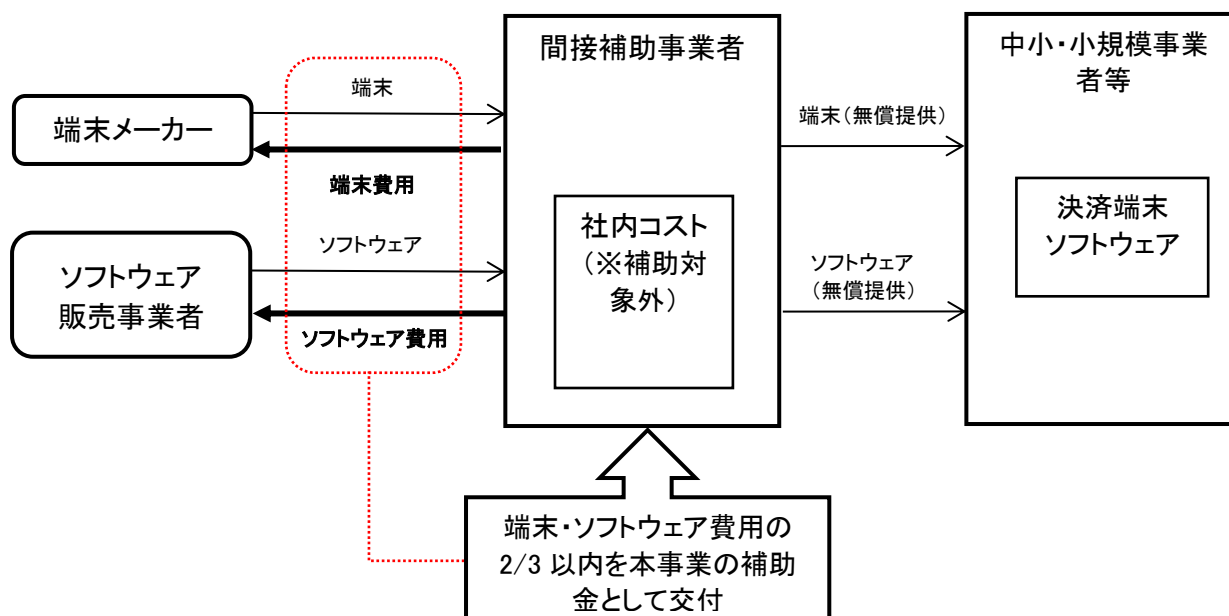 間接補助事業者
中小・小規模事業
者等
端末
端末メーカー
端末（無償提供）
端末費用
ソフトウェア
ソフトウェア
販売事業者
ソフトウェア費用
社内コスト
（※補助対
象外）
ソフトウェア
（無償提供）
決済端末
ソフトウェア
端末・ソフトウェア費用の
2/3 以内を本事業の補助
金として交付